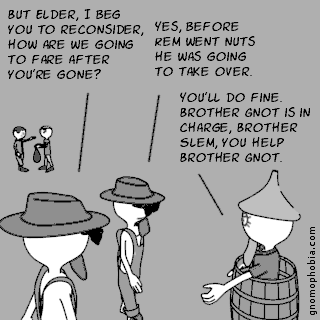 BUT ELDER, I BEG
YOU TO RECONSIDER,
HOW ARE WE GOING
TO FARE AFTER
YOU'RE GONE?
YES, BEFORE
REM WENT NUTS
HE WAS GOING
TO TAKE OVER.
YOU'LL DO FINE.
BROTHER GNOT IS IN
CHARGE, BROTHER
SLEM, YOU HELP
BROTHER GNOT.
gnomophobia.com